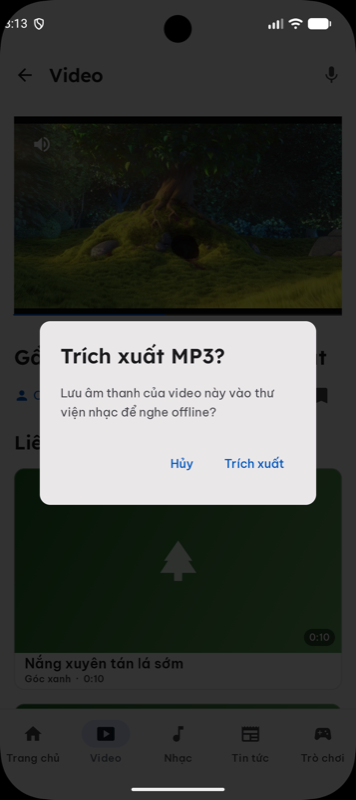 3:13
Video
Trích xuất MP3?
Lưu âm thanh của video này vào thư
viện nhạc để nghe offline?
Hủy
Trích xuất
0:10
Nắng xuyên tán lá sớm
Góc xanh · 0:10
Trang chủ
Video
Nhạc
Tin tức
Trò chơi